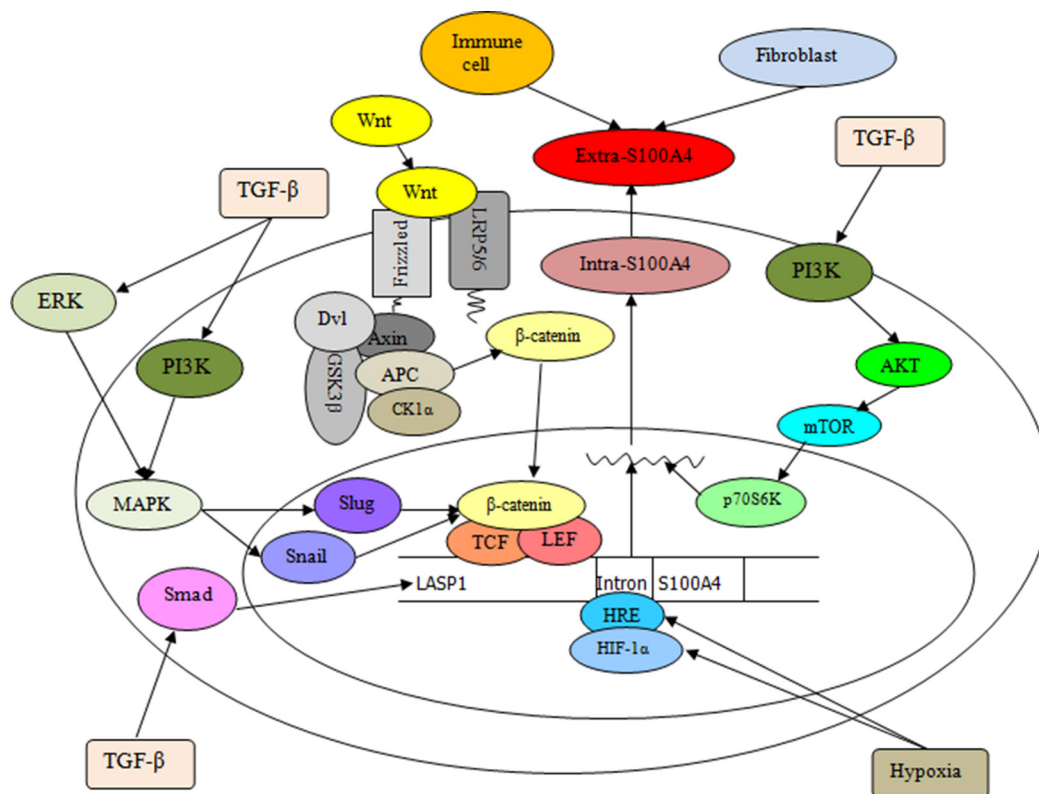 Immune
cell
Fibroblast
Wnt
TGF-β
Extra-S100A4
TGF-β
Wnt
Frizzled
LRP5/6
Intra-S100A4
PI3K
ERK
Dvl
Axin
β-catenin
GSK3β
PI3K
APC
AKT
CK1α
mTOR
MAPK
Slug
β-catenin
p70S6K
TCF
LEF
Snail
Smad
LASP1
Intron
S100A4
HRE
HIF-1α
TGF-β
Hypoxia